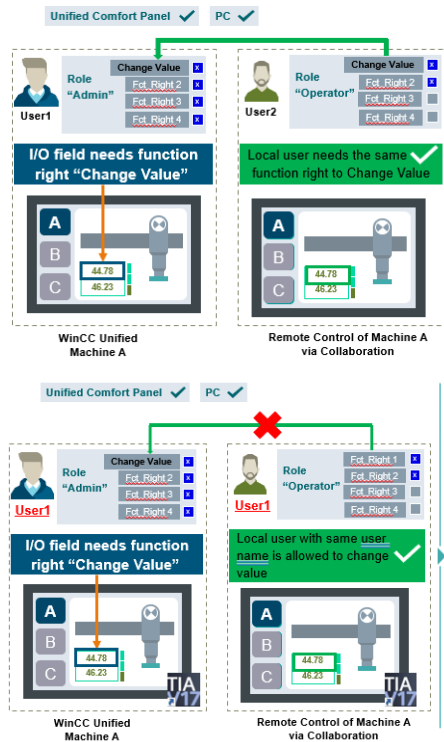 Unified Comfort Panel
PC
Role
"Admin"
Change Value
x
Fct_Right 2
x
Fct_Right 3
x
Fct_Right 4
x
User1
Role
"Operator"
Change Value
x
Fct_Right 2
x
Fct_Right 3
Fct_Right 4
User2
I/O field needs function
right "Change Value"
Local user needs the same
function right to Change Value
A
B
C
44.78
46.23
A
B
C
44.78
46.23
WinCC Unified
Machine A
Remote Control of Machine A
via Collaboration
Unified Comfort Panel
PC
Role
"Admin"
Change Value
x
Fct_Right 2
x
Fct_Right 3
x
Fct_Right 4
x
User1
Role
"Operator"
Fct_Right 1
x
Fct_Right 2
x
Fct_Right 3
Fct_Right 4
User1
I/O field needs function
right "Change Value"
Local user with same user
name is allowed to change
value
A
B
C
44.78
46.23
TIA
V17
A
B
C
44.78
46.23
TIA
V17
WinCC Unified
Machine A
Remote Control of Machine A
via Collaboration